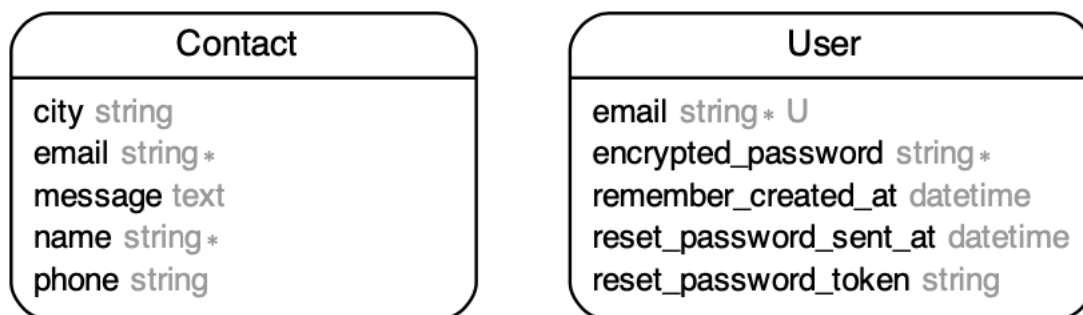 Contact
city string
email string*
message text
name string*
phone string
User
email string* U
encrypted_password string*
remember_created_at datetime
reset_password_sent_at datetime
reset_password_token string